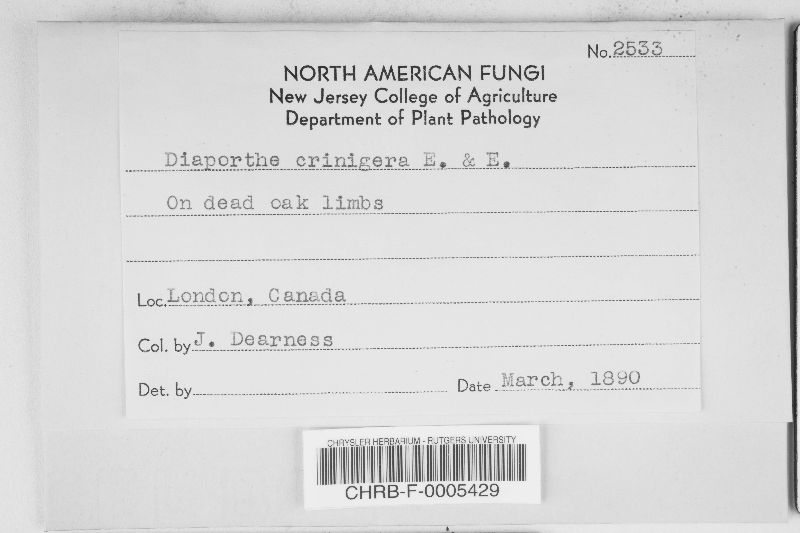 No. 2533
NORTH AMERICAN FUNGI
New Jersey College of Agriculture
Department of Plant Pathology
Diaporthe crinigera E. & E.
On dead oak limbs
Loc. London, Canada
Col. by J. Dearness
Det. by Date March, 1890
CHRYSLER HERBARIUM - RUTGERS UNIVERSITY
CHRB-F-0005429